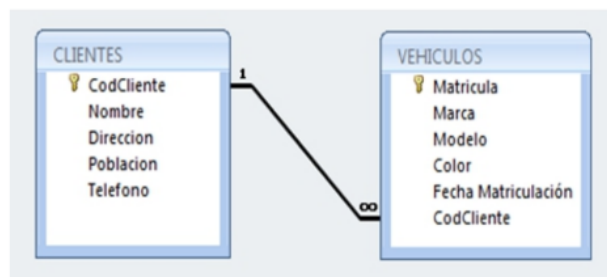 CLIENTES
CodCliente
Nombre
Direccion
Poblacion
Telefono
1
∞
VEHICULOS
Matricula
Marca
Modelo
Color
Fecha Matriculación
CodCliente